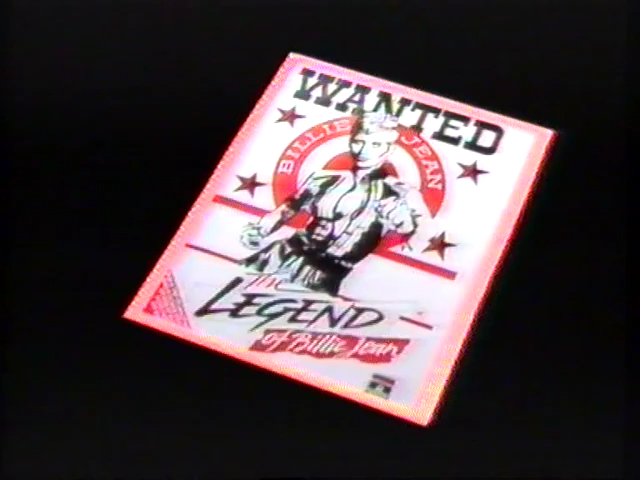 WANTED
BILLIE JEAN
The
LEGEND
of Billie Jean